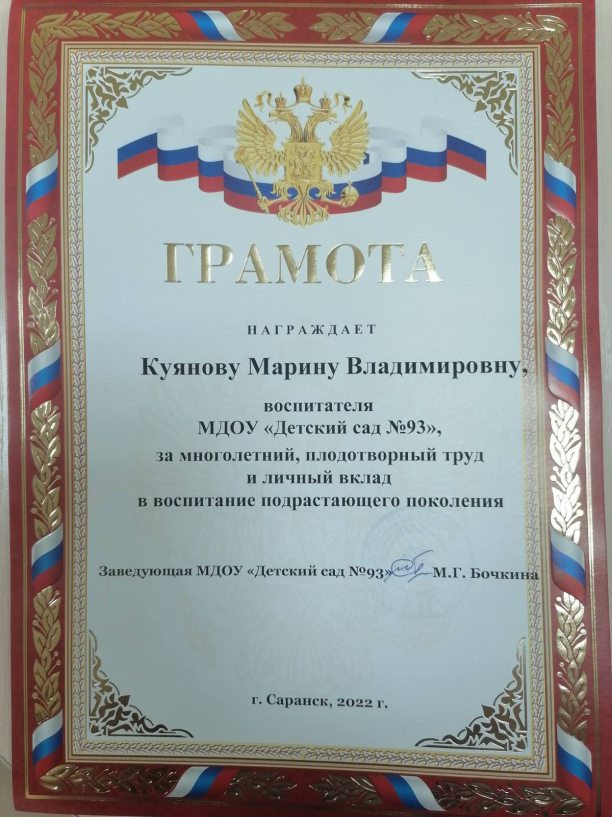 ГРАМОТА
НАГРАЖДАЕТ
Куянову Марину Владимировну,
воспитателя
МДОУ «Детский сад №93»,
за многолетний, плодотворный труд
и личный вклад
в воспитание подрастающего поколения
Заведующая МДОУ «Детский сад №93» М.Г. Бочкина
г. Саранск, 2022 г.